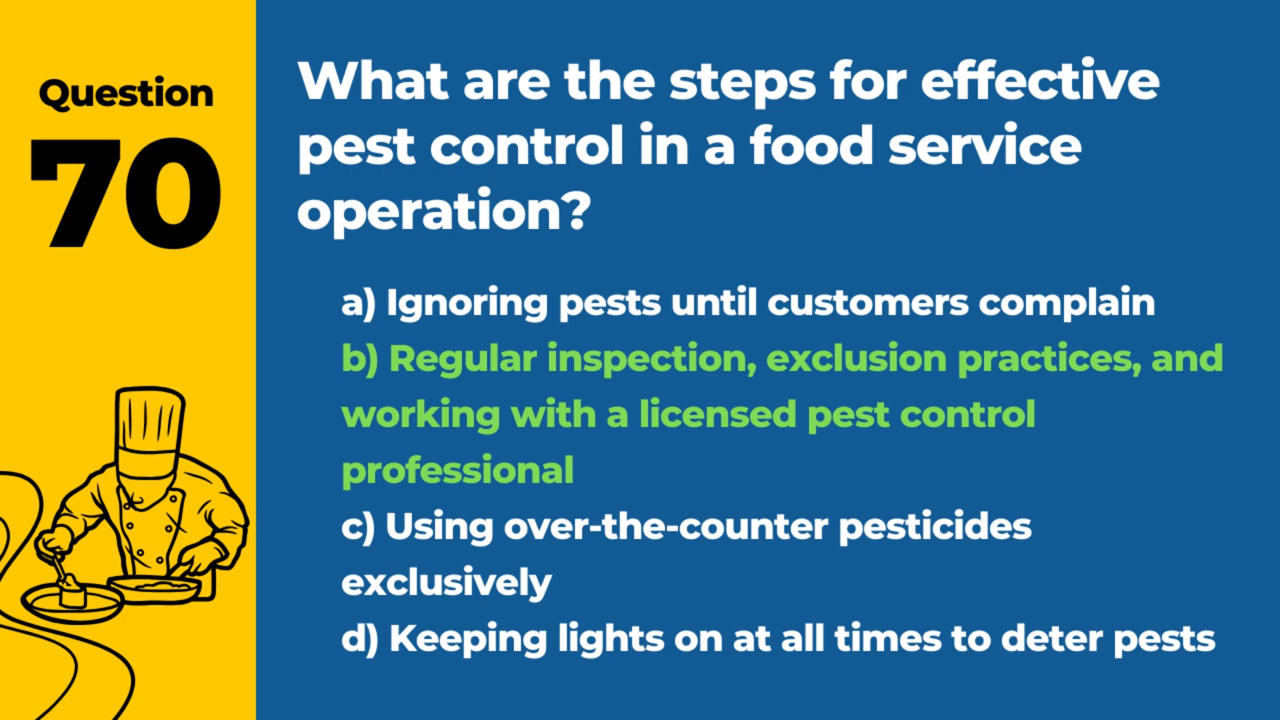 Question
70
What are the steps for effective
pest control in a food service
operation?
a) Ignoring pests until customers complain
b) Regular inspection, exclusion practices, and
working with a licensed pest control
professional
c) Using over-the-counter pesticides
exclusively
d) Keeping lights on at all times to deter pests